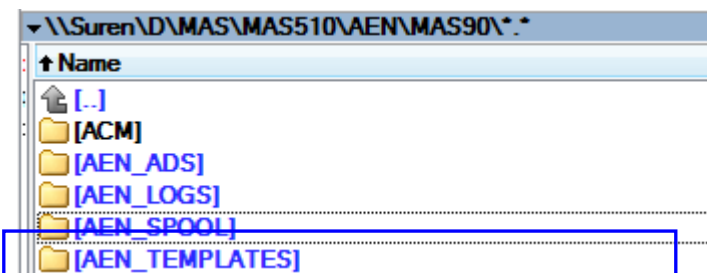 \\Suren\D\MAS\MAS510\AEN\MAS90\*.*
Name
[..]
[ACM]
[AEN_ADS]
[AEN_LOGS]
[AEN_SPOOL]
[AEN_TEMPLATES]